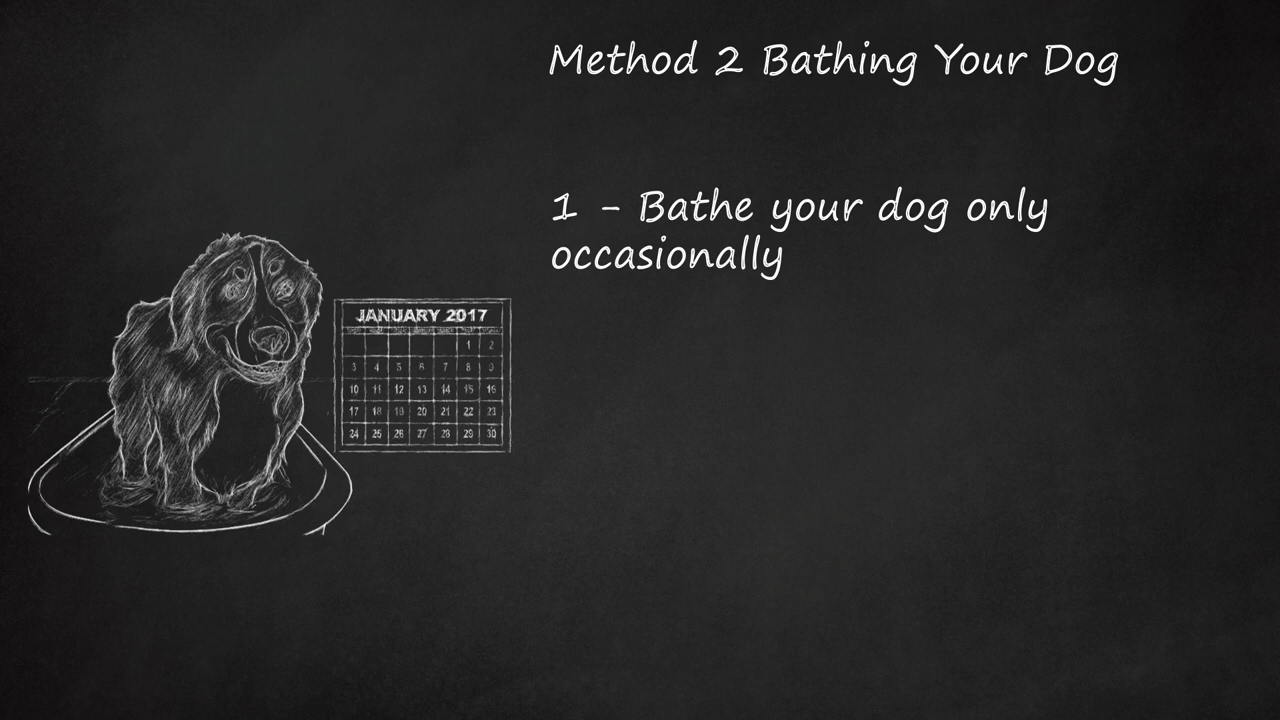 Method 2 Bathing Your Dog
1 - Bathe your dog only
occasionally
JANUARY 2017
1 2
3 4 5 6 7 8 9
10 11 12 13 14 15 16
17 18 19 20 21 22 23
24 25 26 27 28 29 30